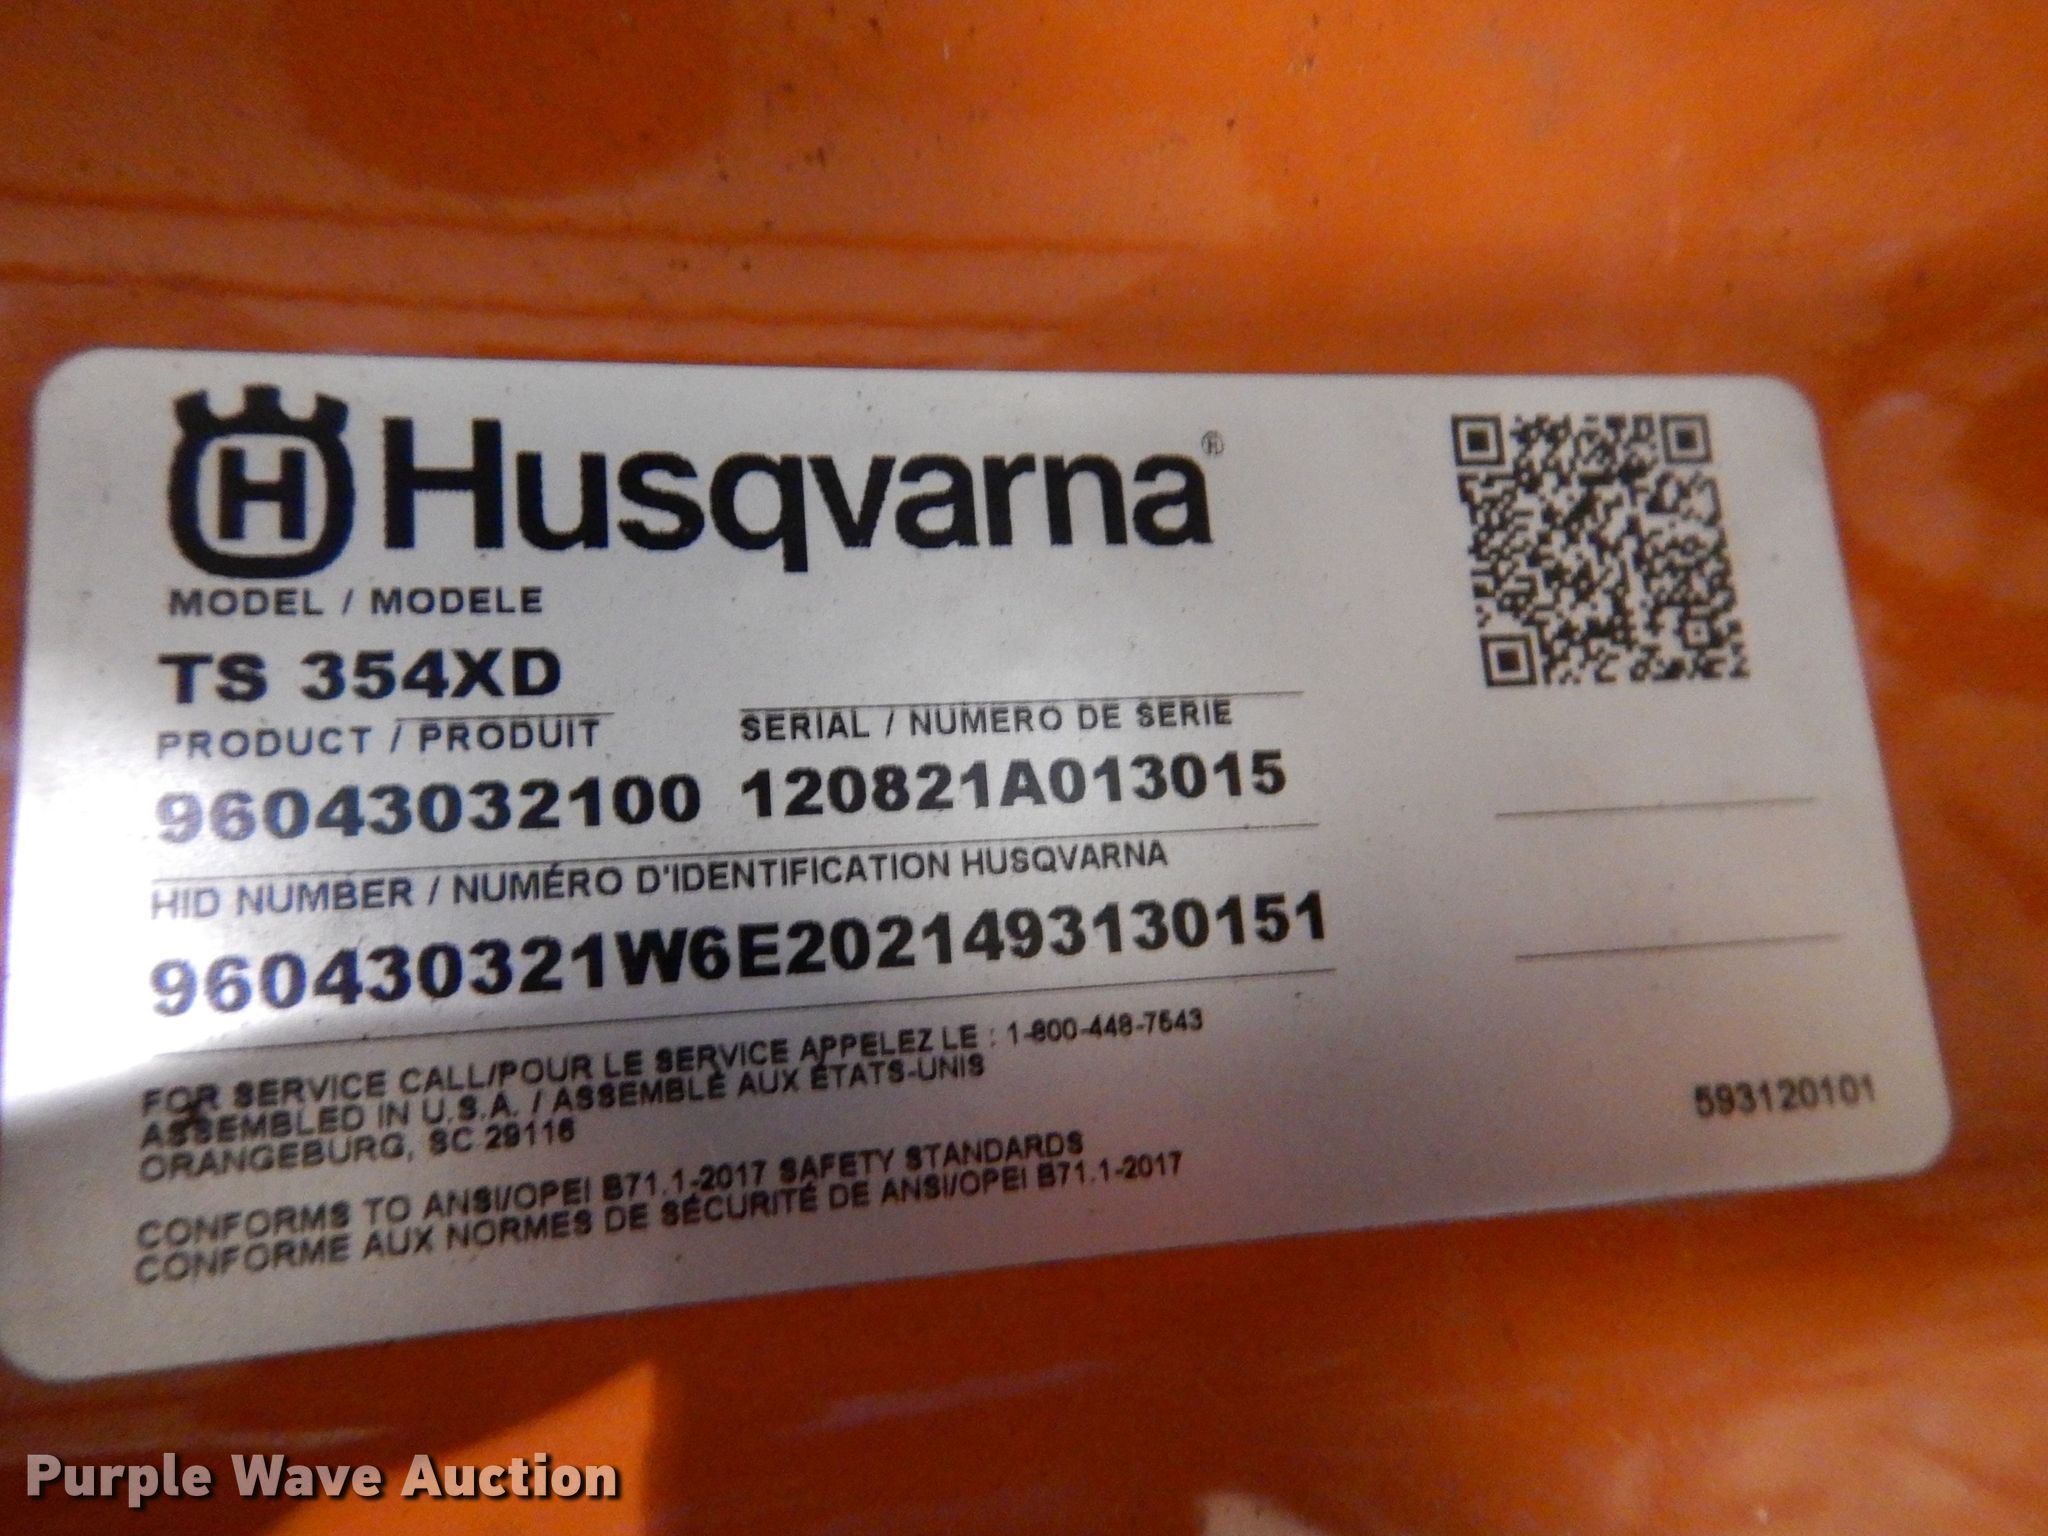 H Husqvarna®
MODEL / MODELE
TS 354XD
PRODUCT / PRODUIT SERIAL / NUMERO DE SERIE
96043032100 120821A013015
HID NUMBER / NUMÉRO D'IDENTIFICATION HUSQVARNA
960430321W6E2021493130151
FOR SERVICE CALL/POUR LE SERVICE APPELEZ LE : 1-800-448-7543
ASSEMBLED IN U.S.A. / ASSEMBLÉ AUX ÉTATS-UNIS
ORANGEBURG, SC 29116
593120101
CONFORMS TO ANSI/OPEI B71.1-2017 SAFETY STANDARDS
CONFORME AUX NORMES DE SÉCURITÉ DE ANSI/OPEI B71.1-2017
Purple Wave Auction